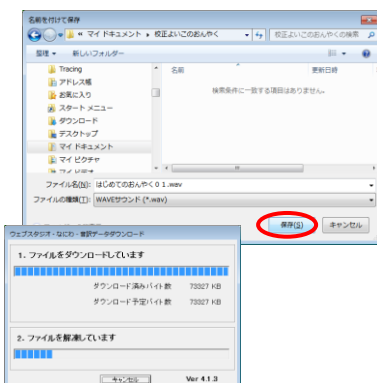 名前を付けて保存
« マイ ドキュメント ▸ 校正よいこのおんやく
校正よいこのおんやくの検索
整理 新しいフォルダー
Tracing
アドレス帳
お気に入り
スタート メニュー
ダウンロード
デスクトップ
マイ ドキュメント
マイ ピクチャ
マイ ビデオ
名前 更新日時
検索条件に一致する項目はありません。
ファイル名(N): はじめてのおんやく０１.wav
ファイルの種類(T): WAVEサウンド (*.wav)
保存(S) キャンセル
ウェブスタジオ・なにわ - 音訳データダウンロード
1. ファイルをダウンロードしています
ダウンロード済みバイト数 73327 KB
ダウンロード予定バイト数 73327 KB
2. ファイルを解凍しています
キャンセル Ver 4.1.3